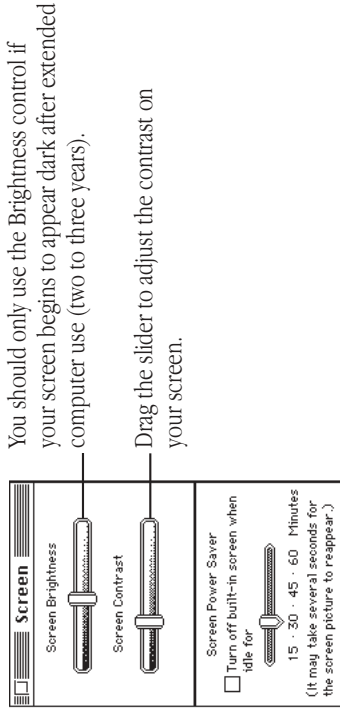 You should only use the Brightness control if
your screen begins to appear dark after extended
computer use (two to three years).
Drag the slider to adjust the contrast on
your screen.
Screen
Screen Brightness
Screen Contrast
Screen Power Saver
Turn off built-in screen when
idle for
15 · 30 · 45 · 60 Minutes
(It may take several seconds for
the screen picture to reappear.)